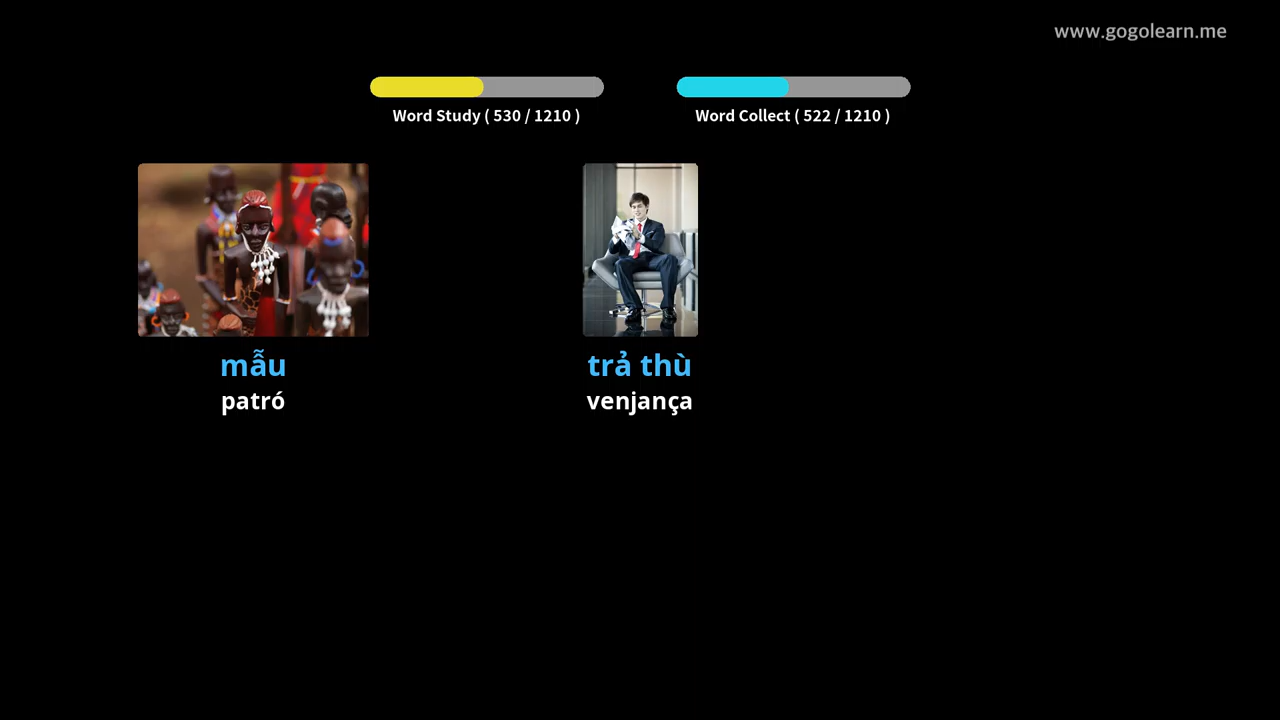 www.gogolearn.me
Word Study ( 530 / 1210 )
Word Collect ( 522 / 1210 )
mẫu
patró
trả thù
venjança